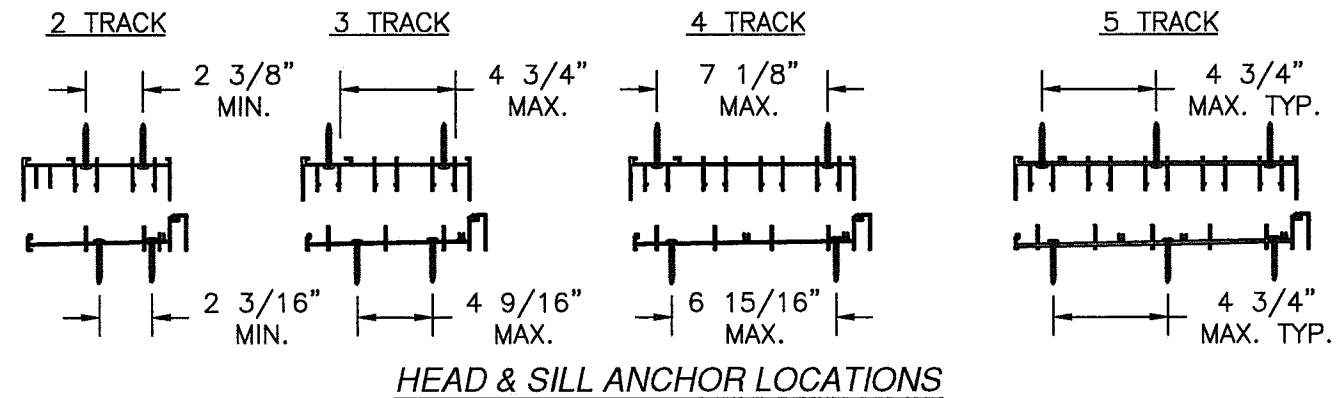 2 TRACK
3 TRACK
4 TRACK
5 TRACK
2 3/8"
MIN.
4 3/4"
MAX.
7 1/8"
MAX.
4 3/4"
MAX. TYP.
2 3/16"
MIN.
4 9/16"
MAX.
6 15/16"
MAX.
4 3/4"
MAX. TYP.
HEAD & SILL ANCHOR LOCATIONS